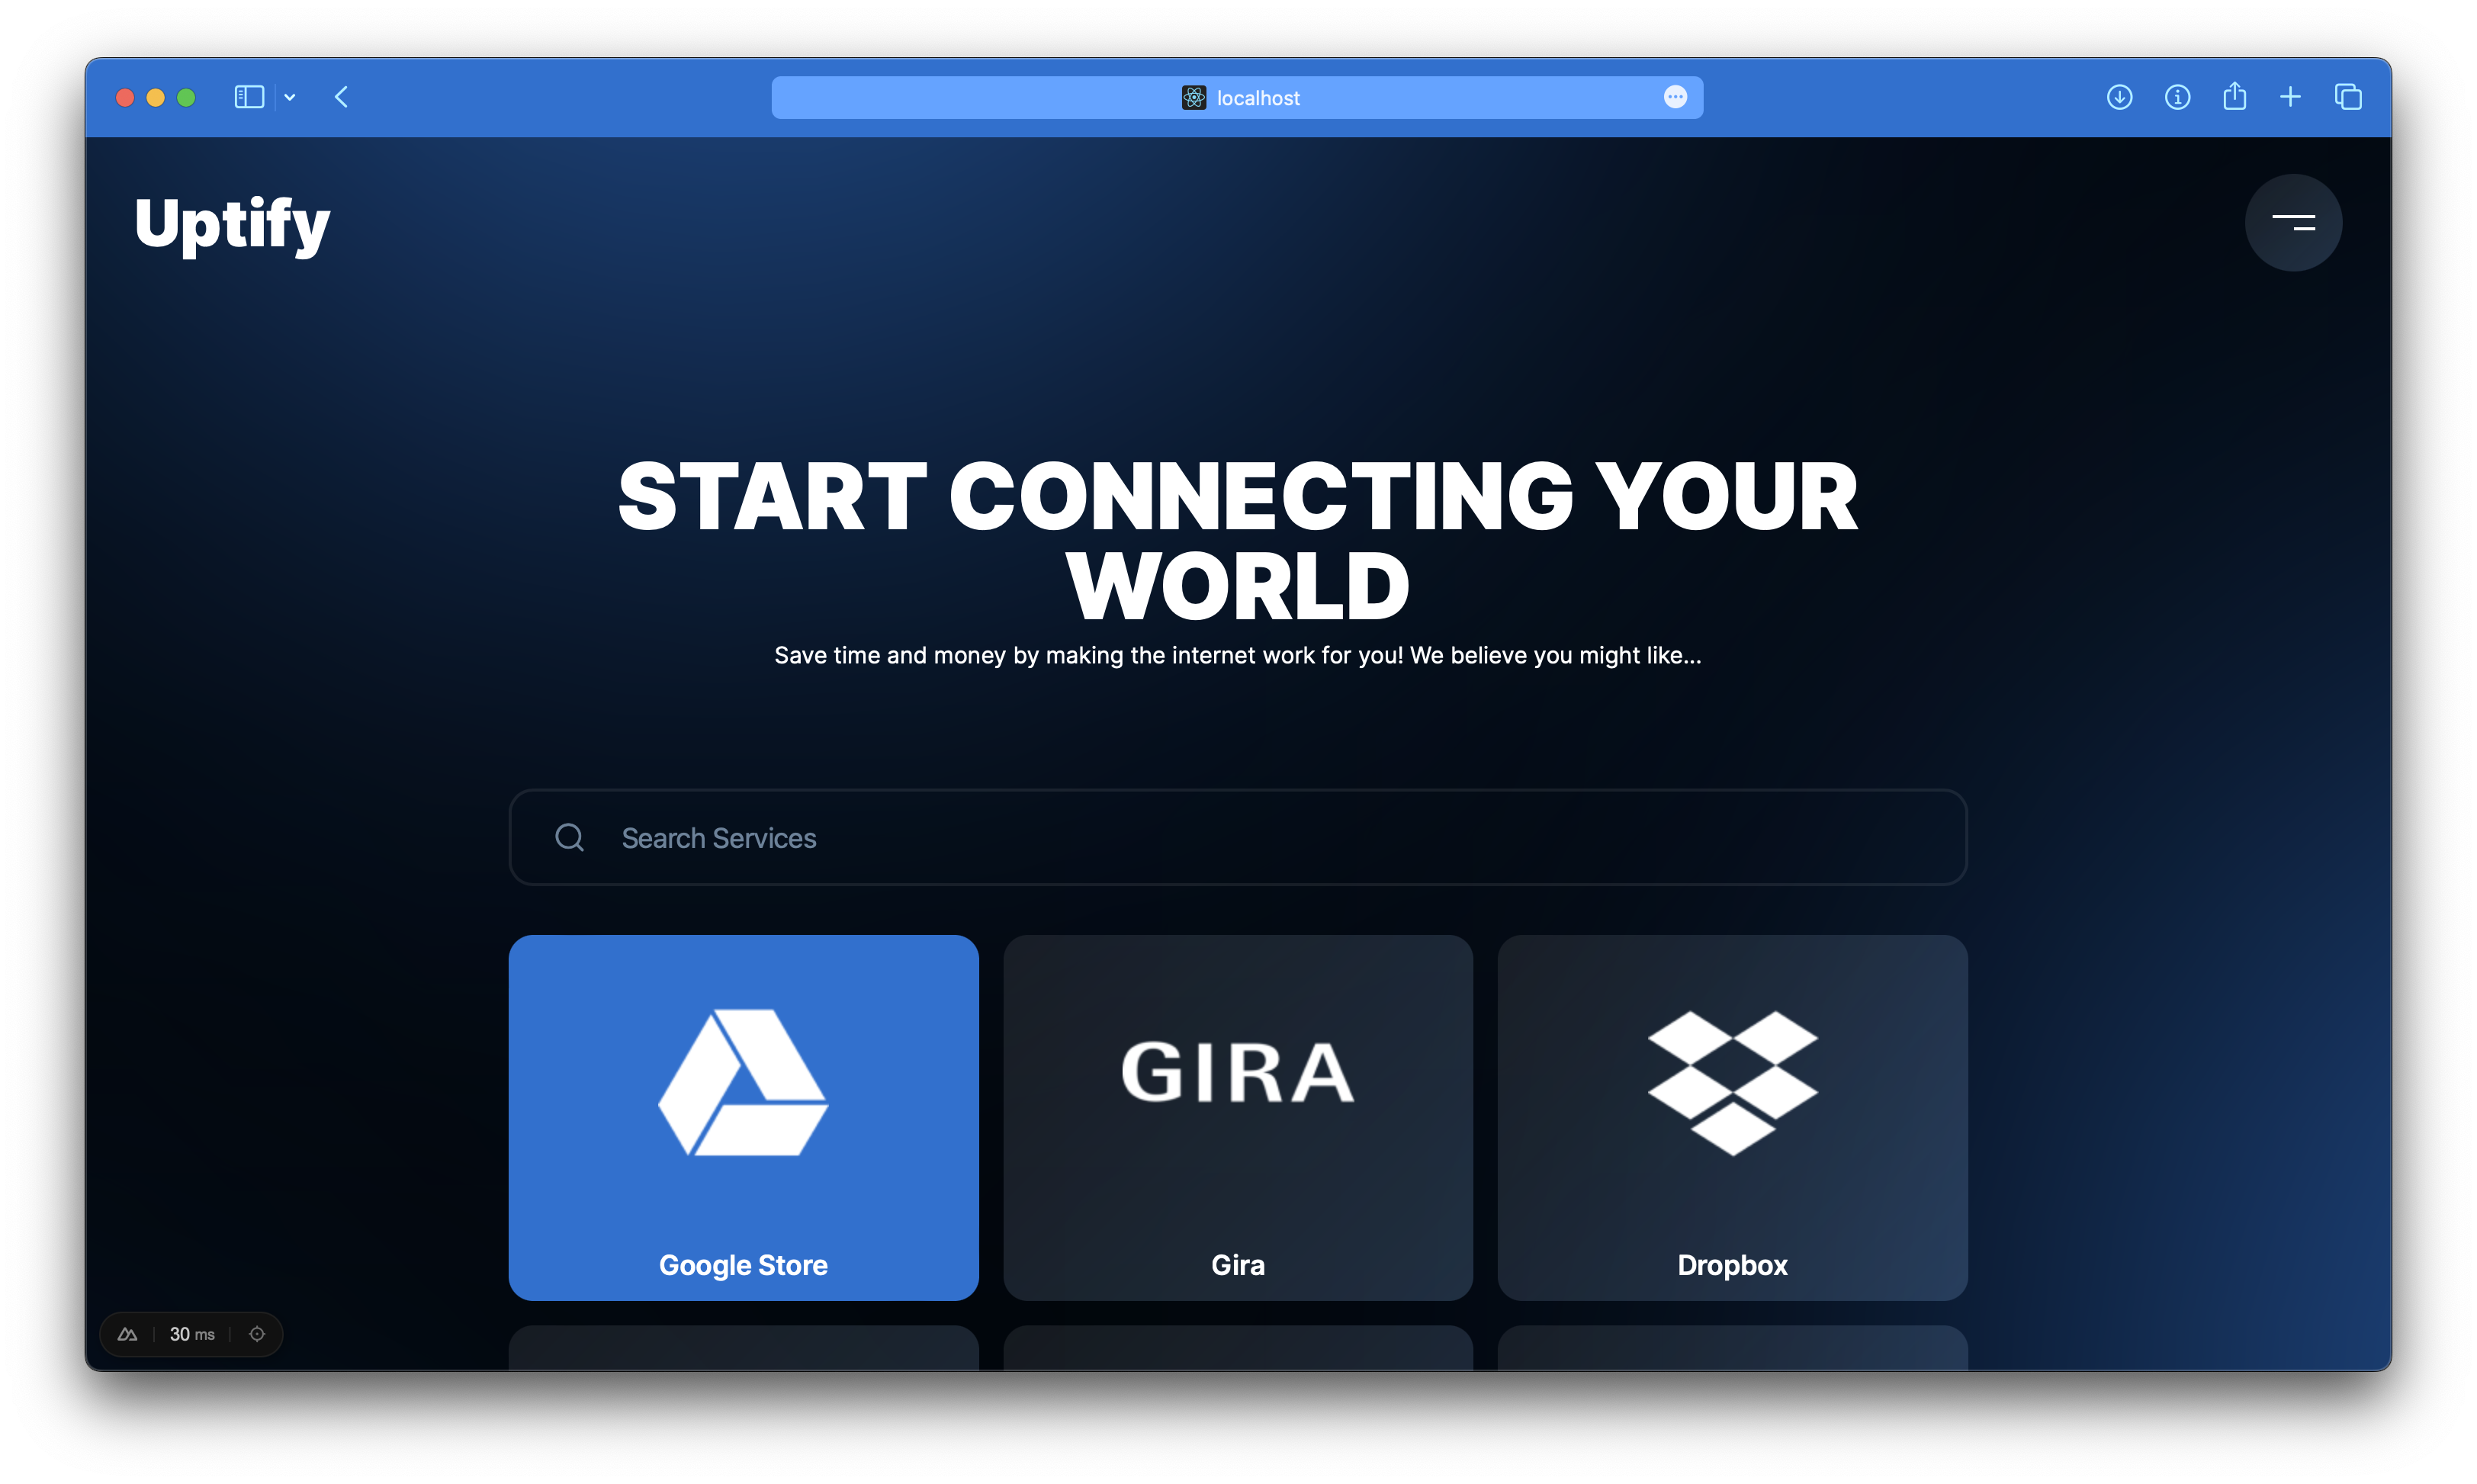 localhost
Uptify
START CONNECTING YOUR
WORLD
Save time and money by making the internet work for you! We believe you might like...
Search Services
GIRA
Google Store
Gira
Dropbox
30 ms